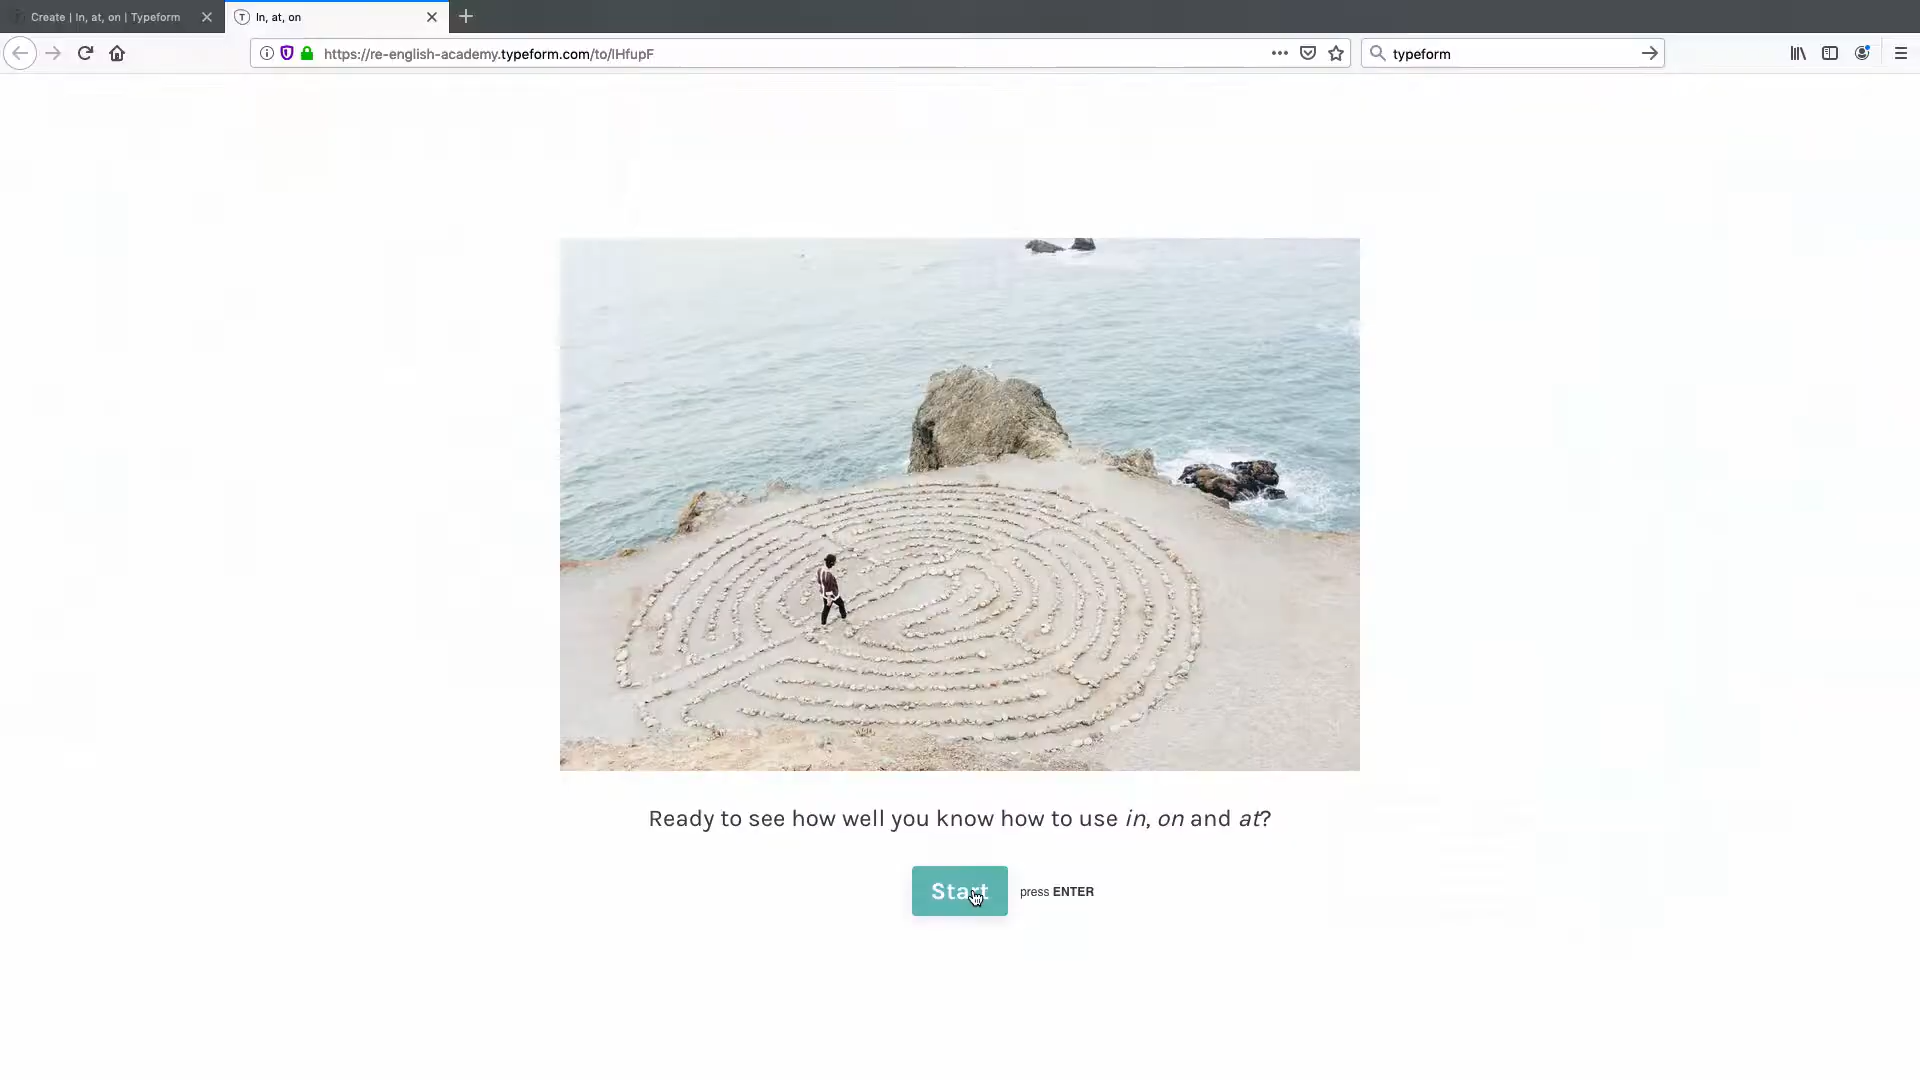 Create | In, at, on | Typeform
In, at, on
https://re-english-academy.typeform.com/to/IHfupF
typeform
Ready to see how well you know how to use in, on and at?
Start
press ENTER